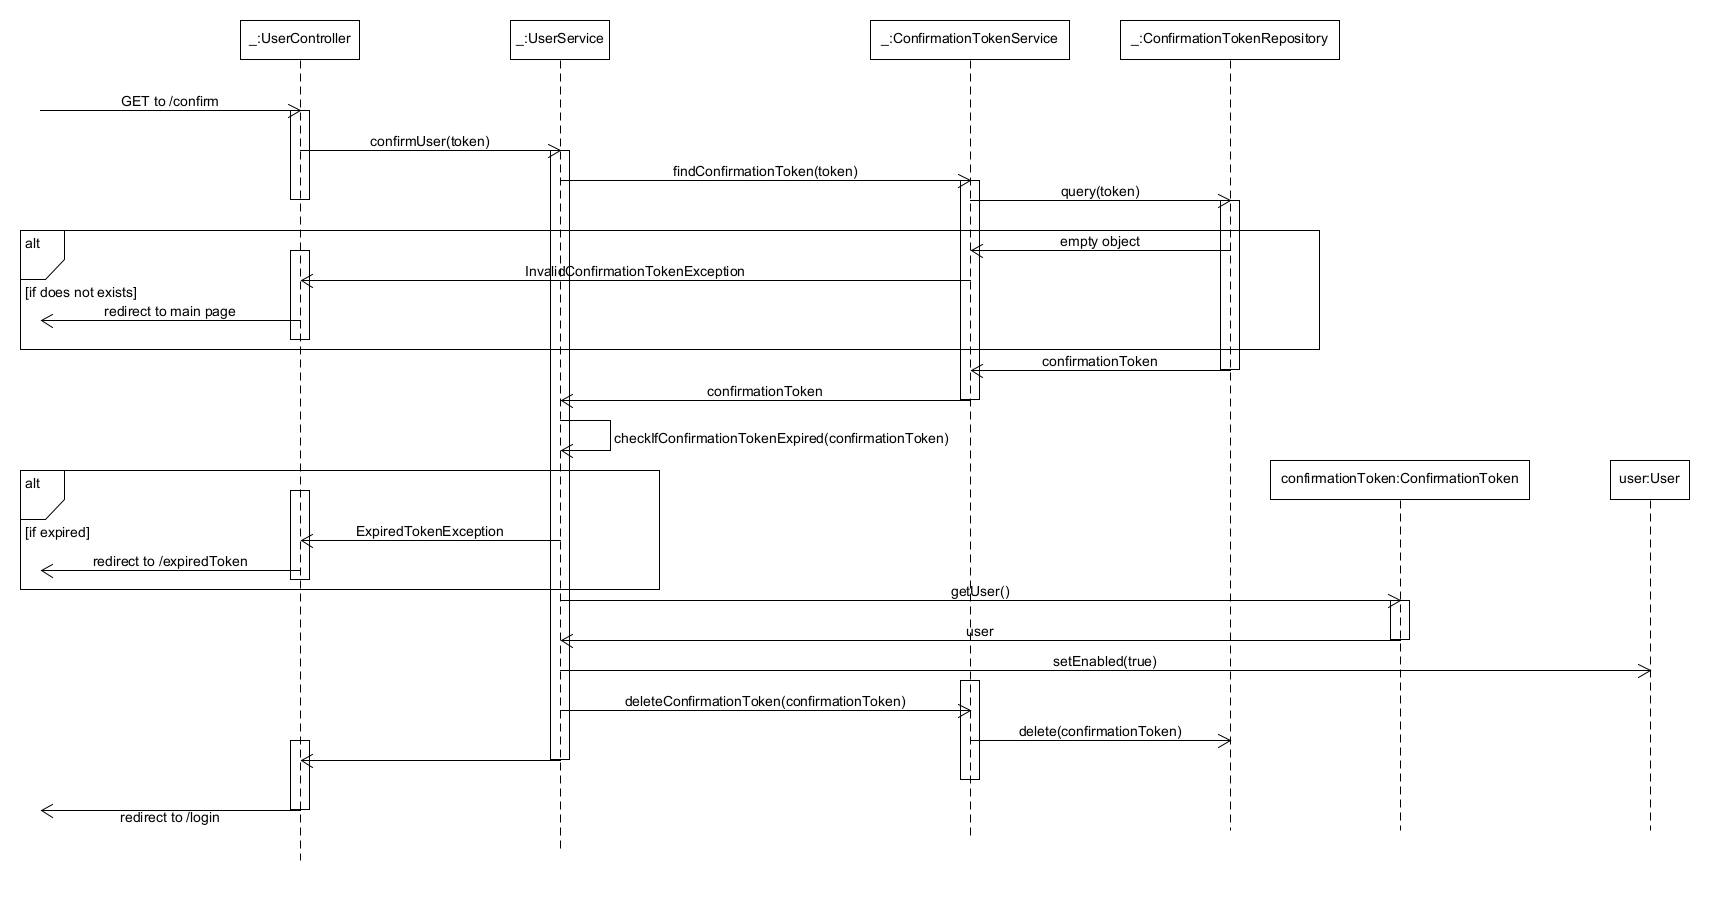 _:UserController
_:UserService
_:ConfirmationTokenService
_:ConfirmationTokenRepository
GET to /confirm
confirmUser(token)
findConfirmationToken(token)
query(token)
alt
empty object
InvalidConfirmationTokenException
[if does not exists]
redirect to main page
confirmationToken
confirmationToken
checkIfConfirmationTokenExpired(confirmationToken)
alt
confirmationToken:ConfirmationToken
user:User
[if expired]
ExpiredTokenException
redirect to /expiredToken
getUser()
user
setEnabled(true)
deleteConfirmationToken(confirmationToken)
delete(confirmationToken)
redirect to /login